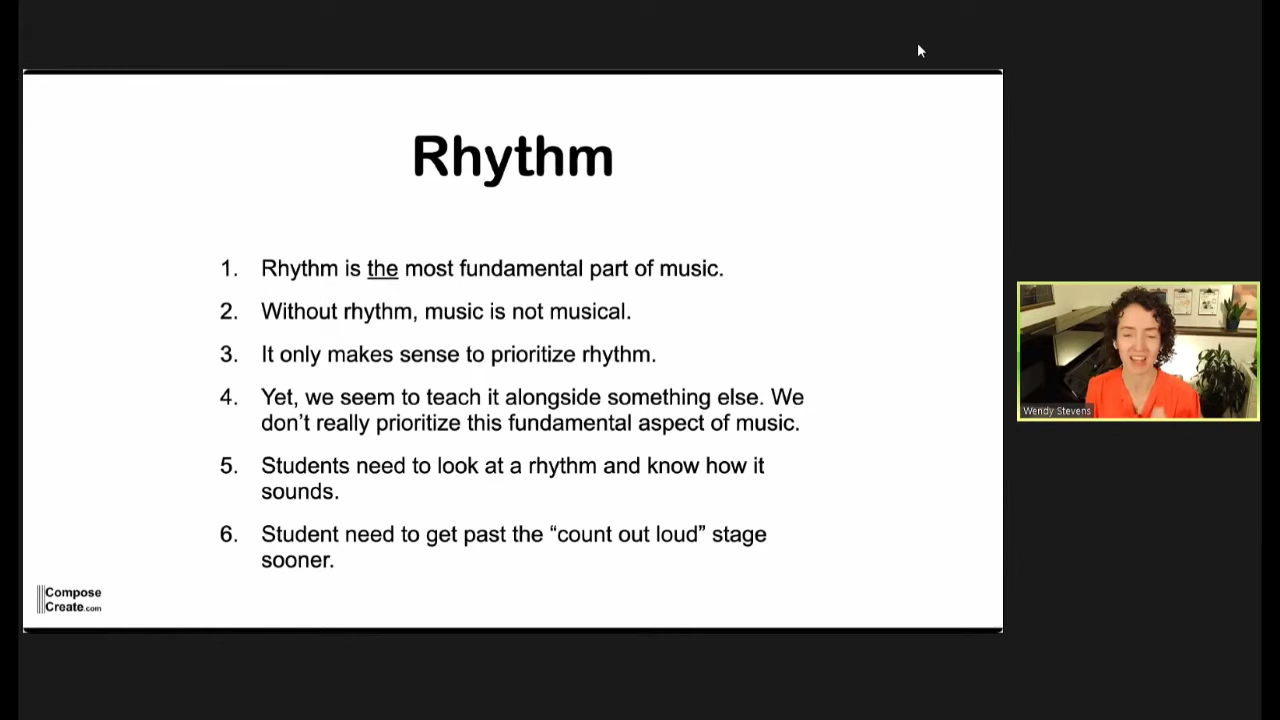 Rhythm
1. Rhythm is the most fundamental part of music.
2. Without rhythm, music is not musical.
3. It only makes sense to prioritize rhythm.
4. Yet, we seem to teach it alongside something else. We
don’t really prioritize this fundamental aspect of music.
5. Students need to look at a rhythm and know how it
sounds.
6. Student need to get past the “count out loud” stage
sooner.
Compose
Create.com
Wendy Stevens